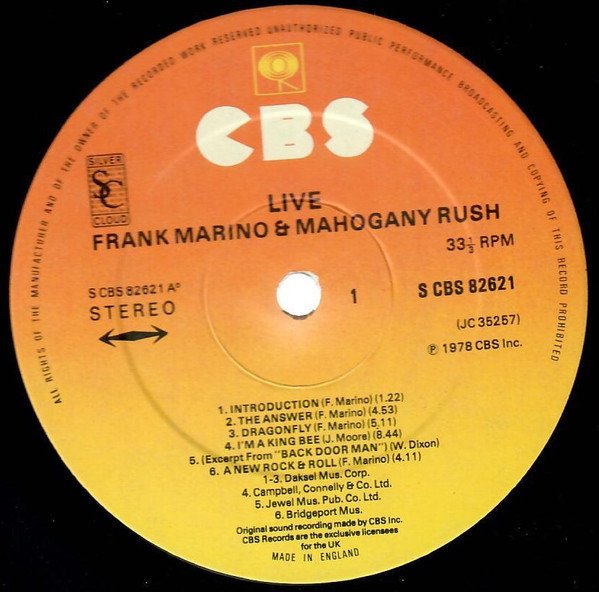 ALL RIGHTS OF THE MANUFACTURER AND OF THE OWNER OF THE RECORDED WORK RESERVED UNAUTHORIZED PUBLIC PERFORMANCE BROADCASTING AND COPYING OF THIS RECORD PROHIBITED
CBS
SILVER
SC
CLOUD
LIVE
FRANK MARINO & MAHOGANY RUSH
33⅓ RPM
S CBS 82621 A⁰
STEREO
1
S CBS 82621
(JC 35257)
℗ 1978 CBS Inc.
1. INTRODUCTION (F. Marino) (1.22)
2. THE ANSWER (F. Marino) (4.53)
3. DRAGONFLY (F. Marino) (5,11)
4. I'M A KING BEE (J. Moore) (8.44)
5. (Excerpt From "BACK DOOR MAN") (W. Dixon)
6. A NEW ROCK & ROLL (F. Marino) (4.11)
1-3. Daksel Mus. Corp.
4. Campbell, Connelly & Co. Ltd.
5. Jewel Mus. Pub. Co. Ltd.
6. Bridgeport Mus.
Original sound recording made by CBS Inc.
CBS Records are the exclusive licensees
for the UK
MADE IN ENGLAND